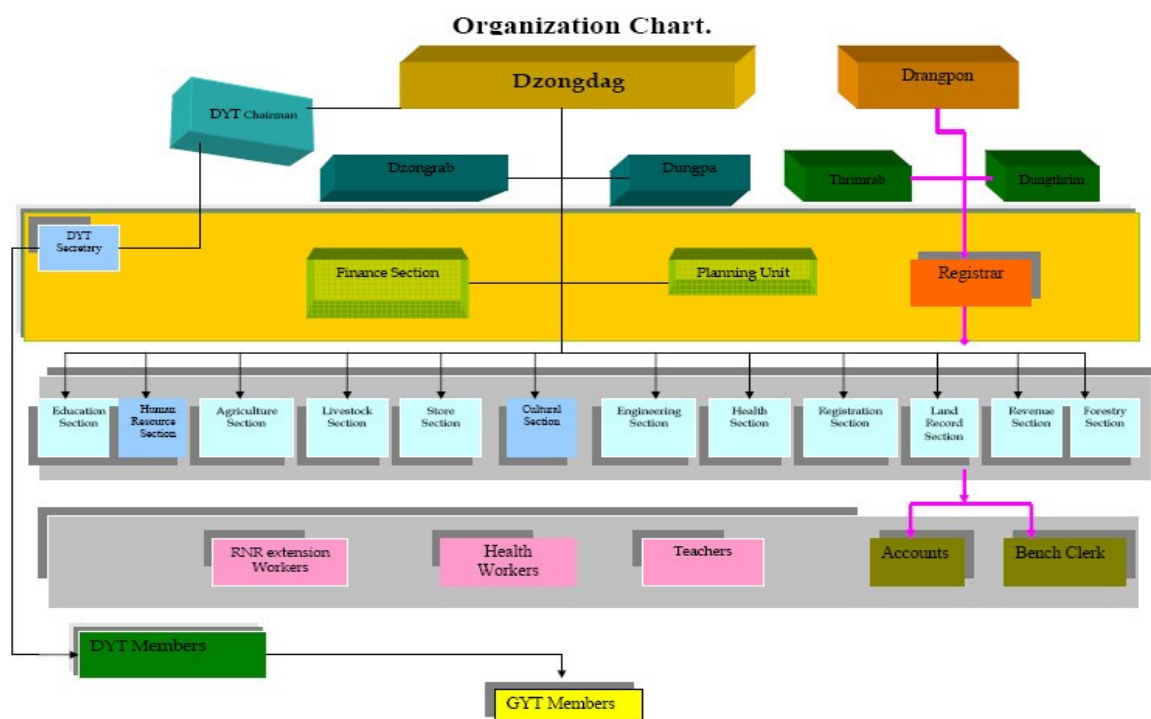 Organization Chart.
Dzongdag
Drangpon
DYT Chairman
Dzongrab
Dungpa
Thrimrab
Dungthrim
DYT
Secretary
Finance Section
Planning Unit
Registrar
Education
Section
Human
Resource
Section
Agriculture
Section
Livestock
Section
Store
Section
Cultural
Section
Engineering
Section
Health
Section
Registration
Section
Land
Record
Section
Revenue
Section
Forestry
Section
RNR extension
Workers
Health
Workers
Teachers
Accounts
Bench Clerk
DYT Members
GYT Members